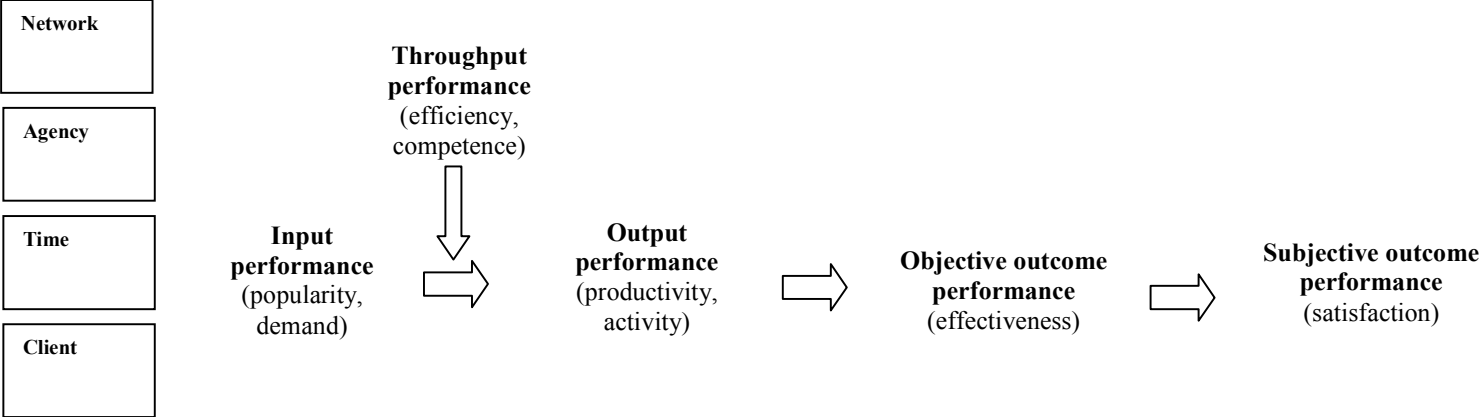 Network
Agency
Time
Client
Throughput
performance
(efficiency,
competence)
Input
performance
(popularity,
demand)
Output
performance
(productivity,
activity)
Objective outcome
performance
(effectiveness)
Subjective outcome
performance
(satisfaction)